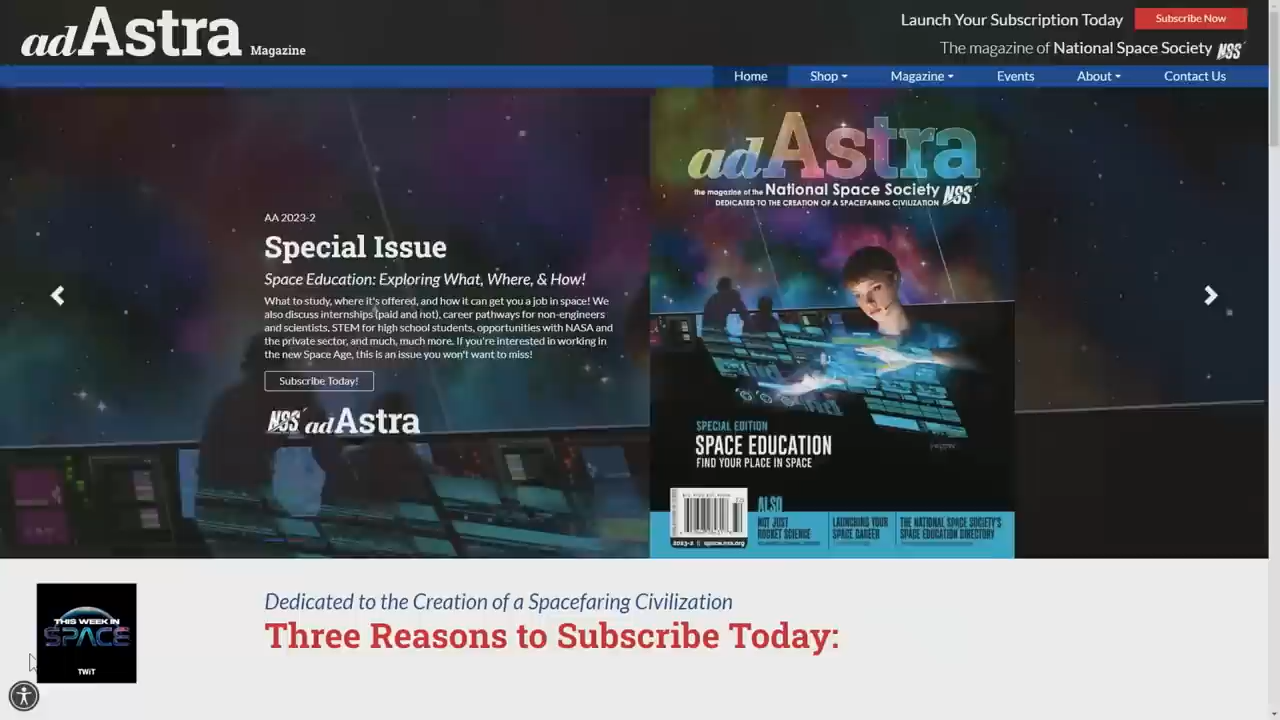 adAstra Magazine
Launch Your Subscription Today
Subscribe Now
The magazine of National Space Society NSS
Home
Shop
Magazine
Events
About
Contact Us
AA 2023-2
Special Issue
Space Education: Exploring What, Where, & How!
What to study, where it's offered, and how it can get you a job in space! We
also discuss internships (paid and not), career pathways for non-engineers
and scientists, STEM for high school students, opportunities with NASA and
the private sector, and much, much more. If you're interested in working in
the new Space Age, this is an issue you won't want to miss!
Subscribe Today!
NSS adAstra
adAstra
the magazine of the National Space Society NSS
DEDICATED TO THE CREATION OF A SPACEFARING CIVILIZATION
SPECIAL EDITION
SPACE EDUCATION
FIND YOUR PLACE IN SPACE
2023-2 | space.nss.org
ALSO
NOT JUST
ROCKET SCIENCE
LAUNCHING YOUR
SPACE CAREER
THE NATIONAL SPACE SOCIETY'S
SPACE EDUCATION DIRECTORY
THIS WEEK IN
SPACE
TWiT
Dedicated to the Creation of a Spacefaring Civilization
Three Reasons to Subscribe Today: